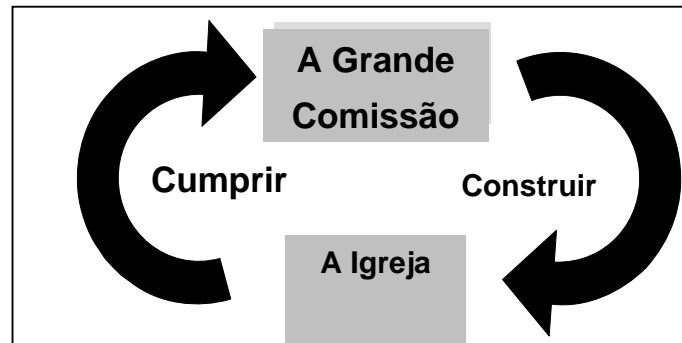 A Grande
Comissão
Cumprir
Construir
A Igreja